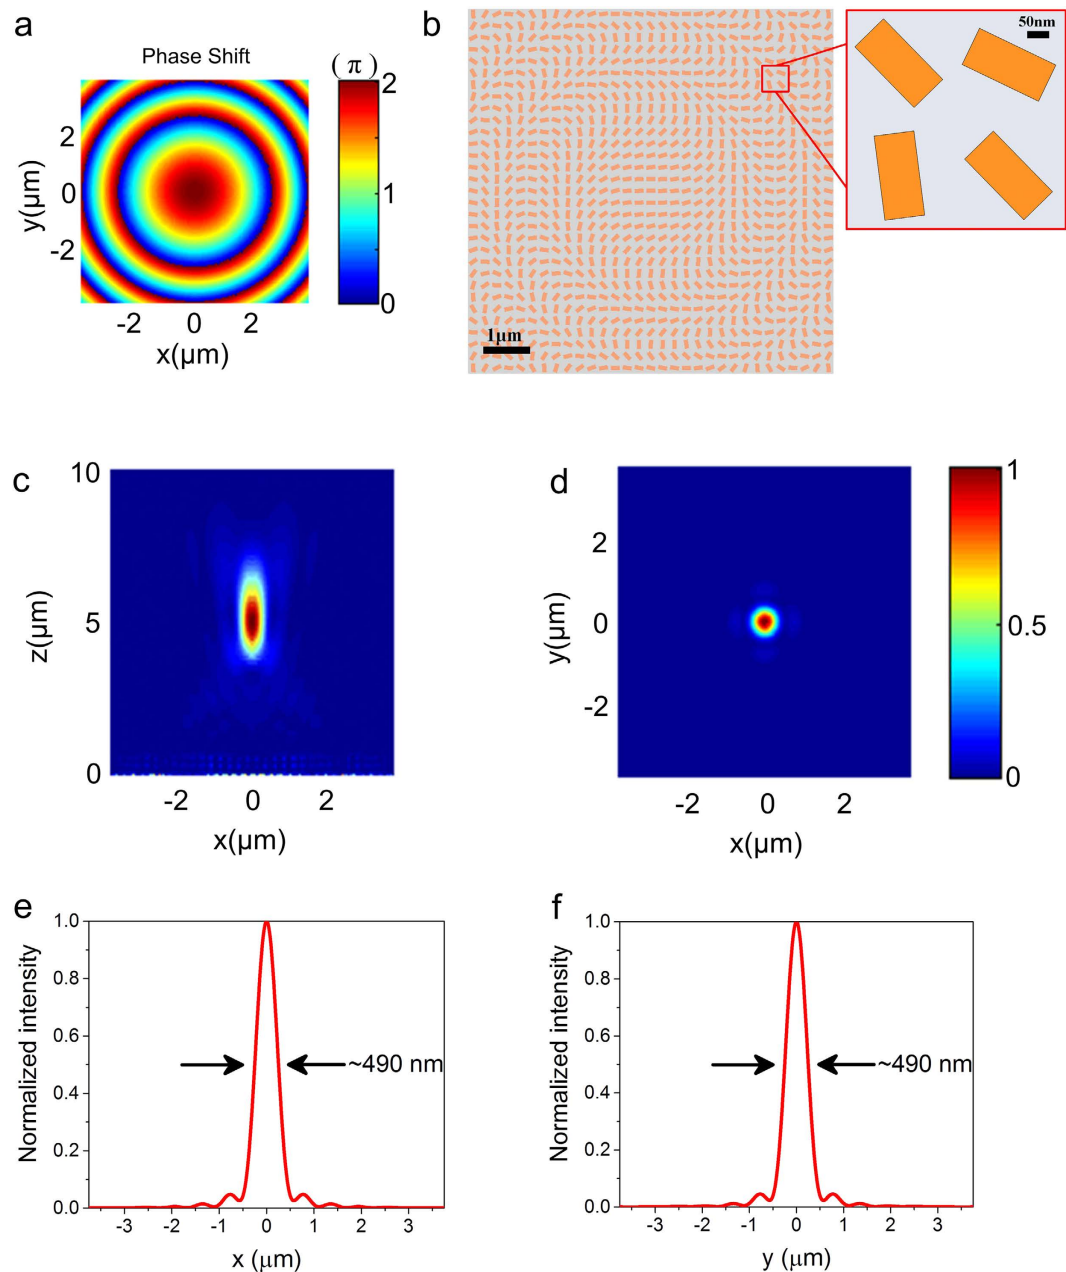 a
Phase Shift
(π)
2
1
0
2
0
-2
y(μm)
-2 0 2
x(μm)
b
1μm
50nm
c
10
5
0
z(μm)
-2 0 2
x(μm)
d
2
0
-2
y(μm)
-2 0 2
x(μm)
1
0.5
0
e
1.0
0.8
0.6
0.4
0.2
0.0
Normalized intensity
~490 nm
-3 -2 -1 0 1 2 3
x (μm)
f
1.0
0.8
0.6
0.4
0.2
0.0
Normalized intensity
~490 nm
-3 -2 -1 0 1 2 3
y (μm)